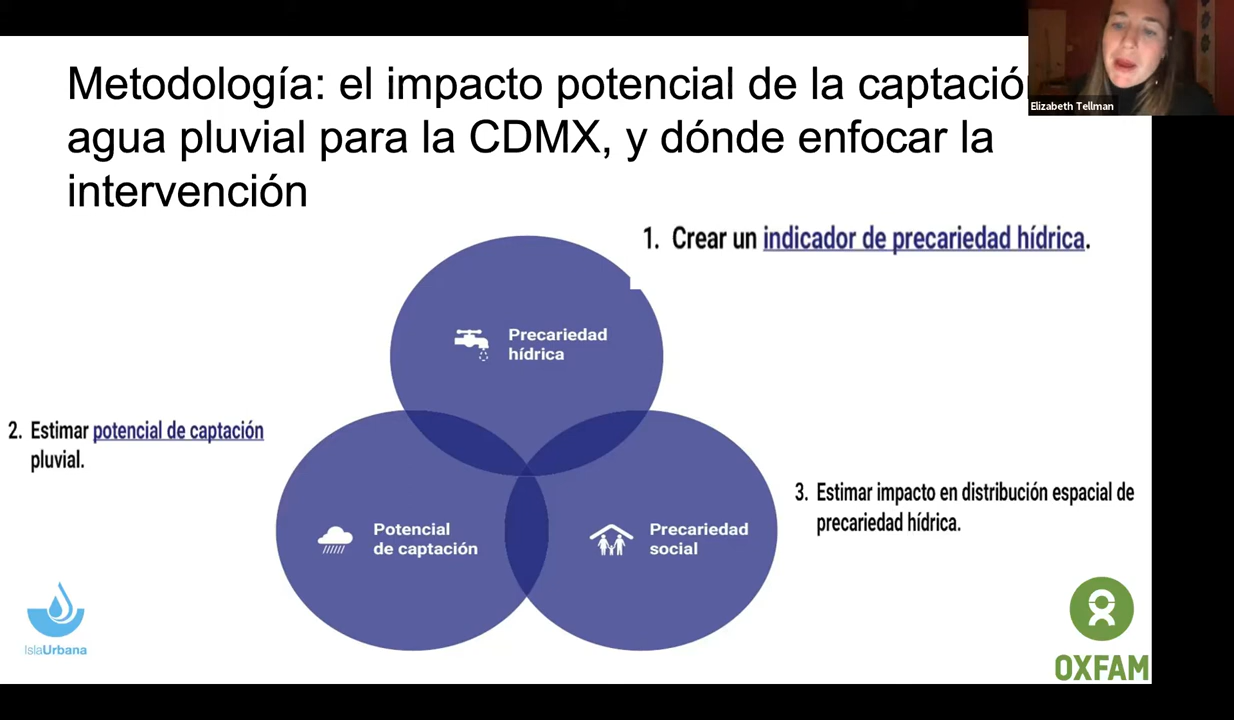 Metodología: el impacto potencial de la captación
agua pluvial para la CDMX, y dónde enfocar la
intervención
Elizabeth Tellman
1. Crear un indicador de precariedad hídrica.
Precariedad
hídrica
2. Estimar potencial de captación
pluvial.
3. Estimar impacto en distribución espacial de
precariedad hídrica.
Potencial
de captación
Precariedad
social
IslaUrbana
OXFAM